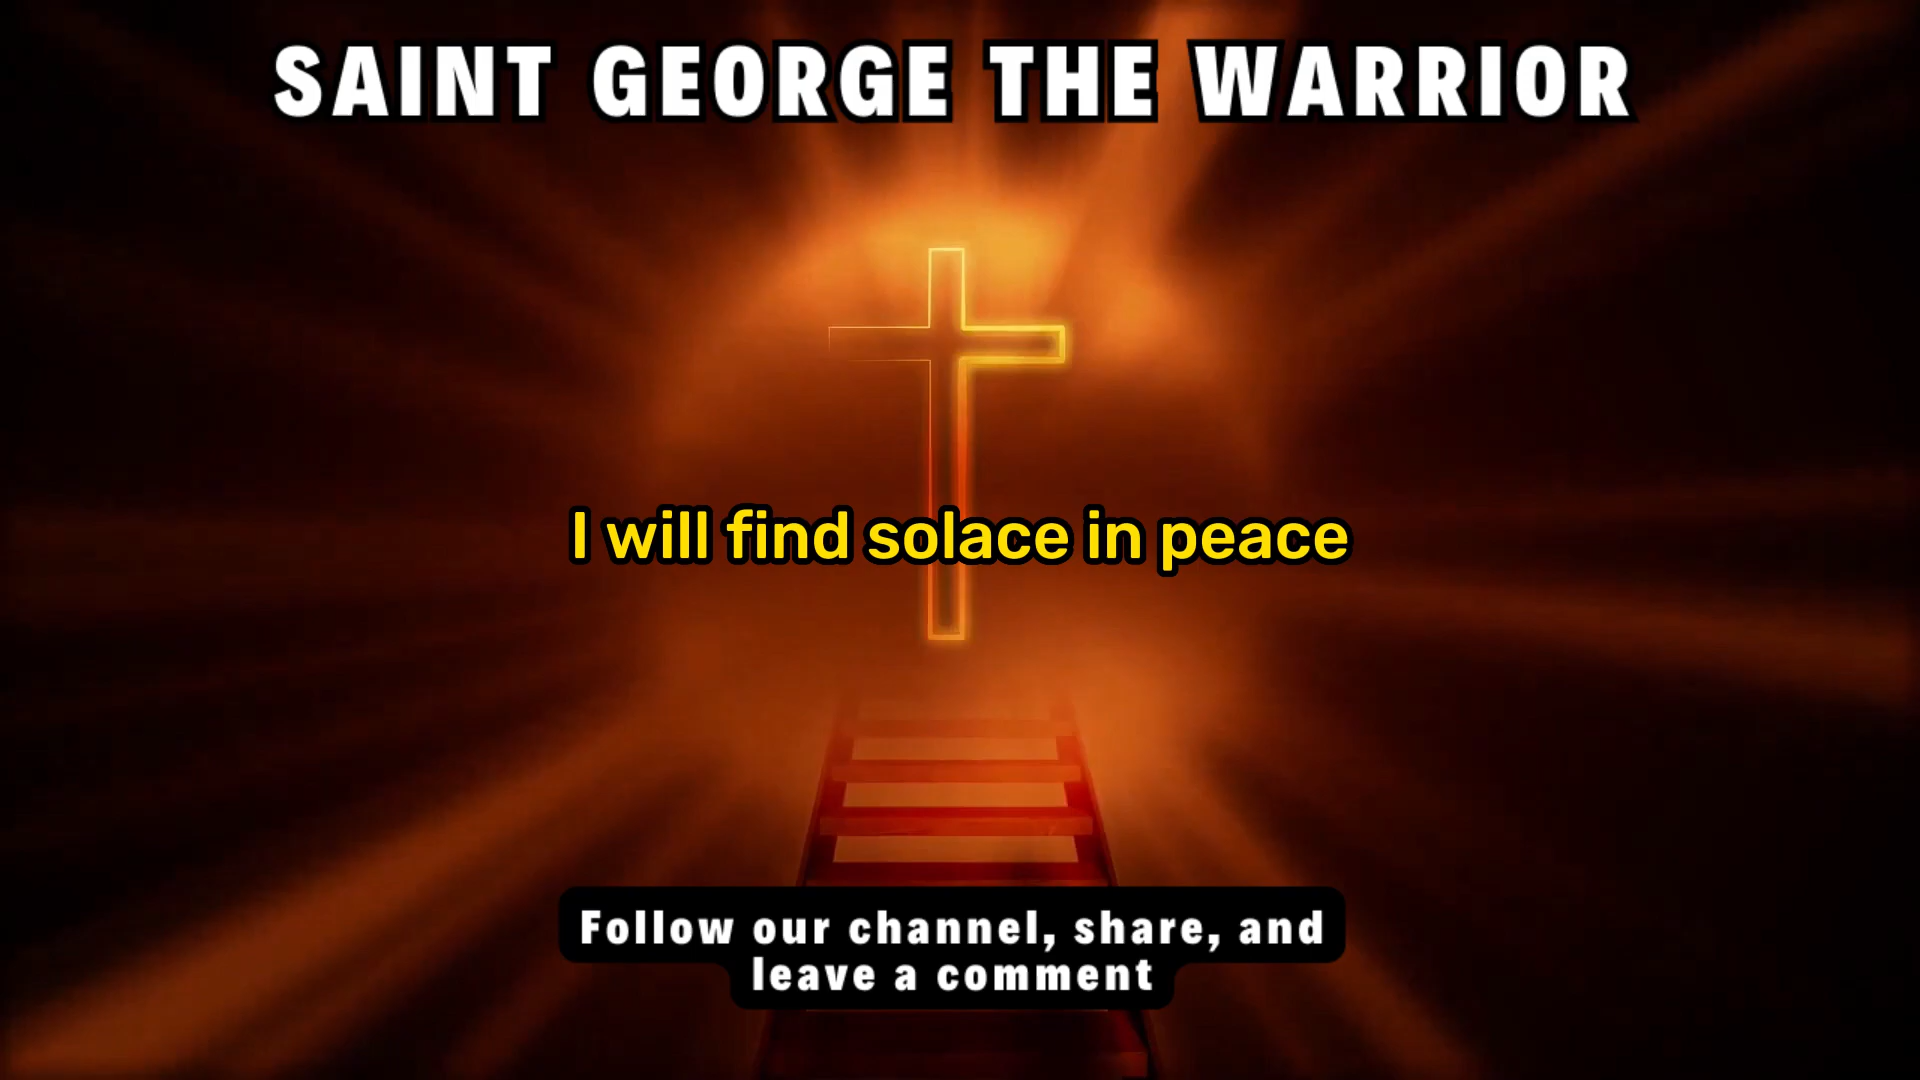 SAINT GEORGE THE WARRIOR
I will find solace in peace
Follow our channel, share, and
leave a comment